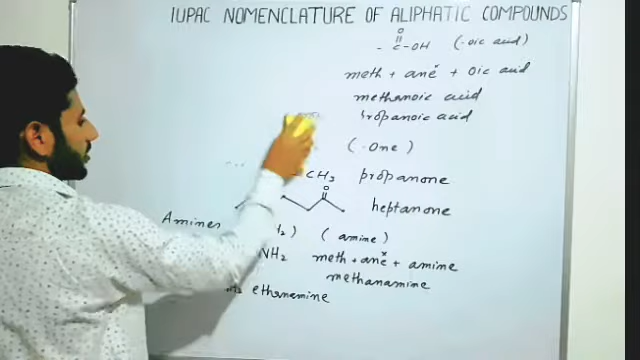 IUPAC NOMENCLATURE OF ALIPHATIC COMPOUNDS
O
- C-OH (-oic acid)
meth + ane + oic acid
methanoic acid
propanoic acid
(-One)
CH3 propanone
O
heptanone
Amines (amine)
NH2 meth + ane + amine
methanamine
ethanamine